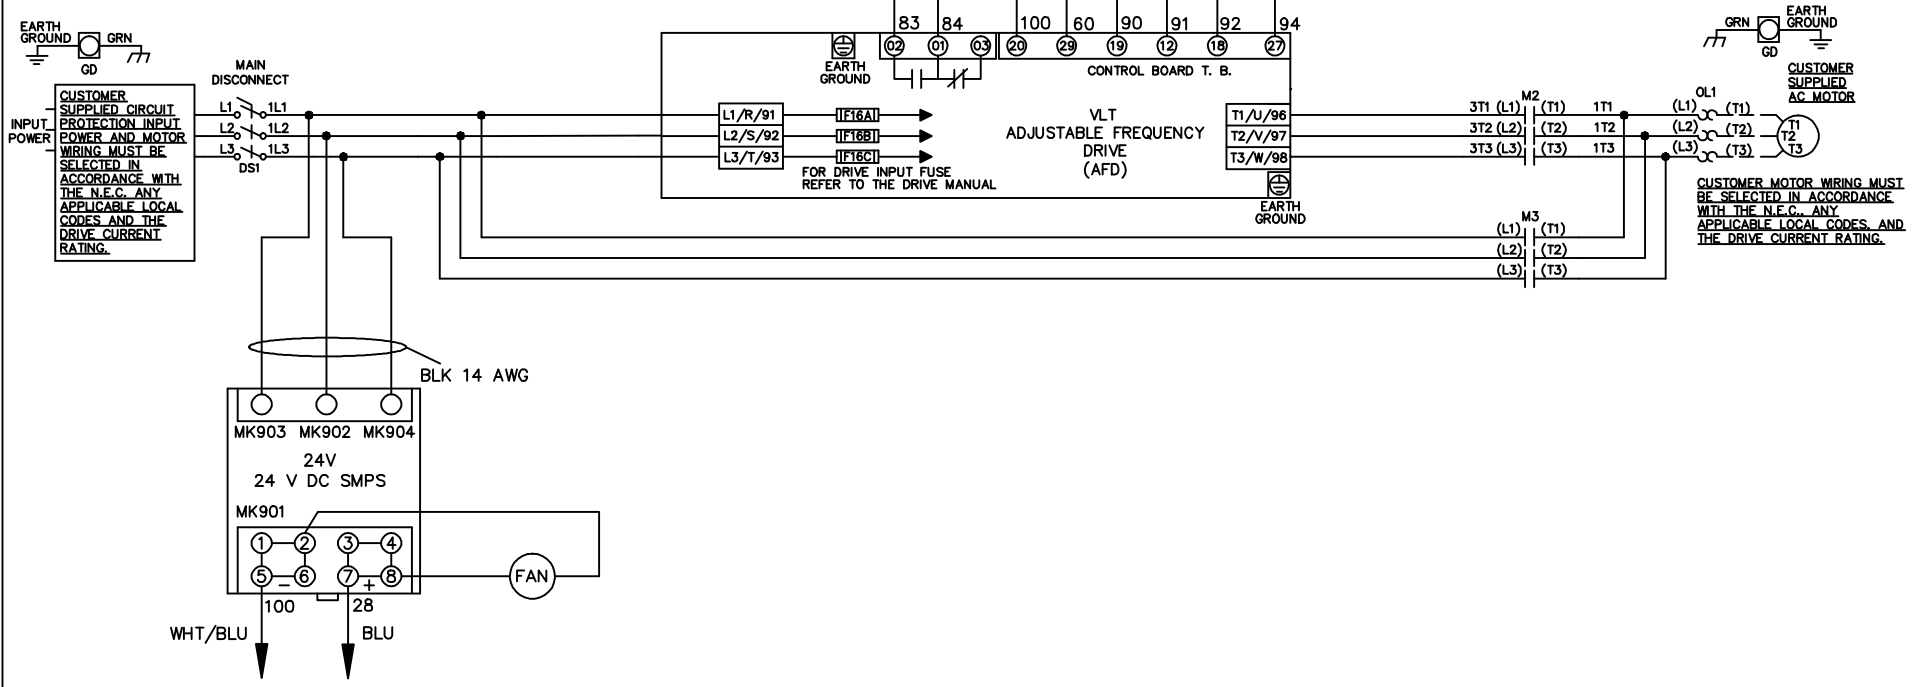 83 84 100 60 90 91 92 94
EARTH
GROUND
GRN
GD
02 01 03 20 29 19 12 18 27
EARTH
GROUND
CONTROL BOARD T. B.
GRN
EARTH
GROUND
GD
MAIN
DISCONNECT
CUSTOMER
SUPPLIED
AC MOTOR
INPUT
POWER
CUSTOMER
SUPPLIED CIRCUIT
PROTECTION INPUT
POWER AND MOTOR
WIRING MUST BE
SELECTED IN
ACCORDANCE WITH
THE N.E.C. ANY
APPLICABLE LOCAL
CODES AND THE
DRIVE CURRENT
RATING.
L1 1L1
L2 1L2
L3 1L3
DS1
L1/R/91
L2/S/92
L3/T/93
IF16A1
IF16B1
IF16C1
FOR DRIVE INPUT FUSE
REFER TO THE DRIVE MANUAL
VLT
ADJUSTABLE FREQUENCY
DRIVE
(AFD)
T1/U/96
T2/V/97
T3/W/98
EARTH
GROUND
M2
3T1 (L1) (T1) 1T1
3T2 (L2) (T2) 1T2
3T3 (L3) (T3) 1T3
OL1
(L1) (T1)
(L2) (T2)
(L3) (T3)
T1
T2
T3
CUSTOMER MOTOR WIRING MUST
BE SELECTED IN ACCORDANCE
WITH THE N.E.C., ANY
APPLICABLE LOCAL CODES, AND
THE DRIVE CURRENT RATING.
M3
(L1) (T1)
(L2) (T2)
(L3) (T3)
BLK 14 AWG
MK903 MK902 MK904
24V
24 V DC SMPS
MK901
1 2 3 4
5 6 7 8
- +
FAN
100 28
WHT/BLU BLU